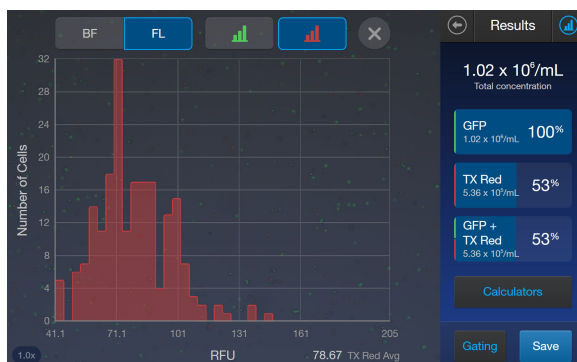 BF FL Results
1.02 x 10⁶/mL
Total concentration
GFP
1.02 x 10⁶/mL 100%
TX Red
5.36 x 10⁵/mL 53%
GFP +
TX Red
5.36 x 10⁵/mL 53%
Calculators
Gating Save
Number of Cells
32
28
24
20
16
12
8
4
0
41.1 71.1 101 131 161 205
1.0x RFU 78.67 TX Red Avg